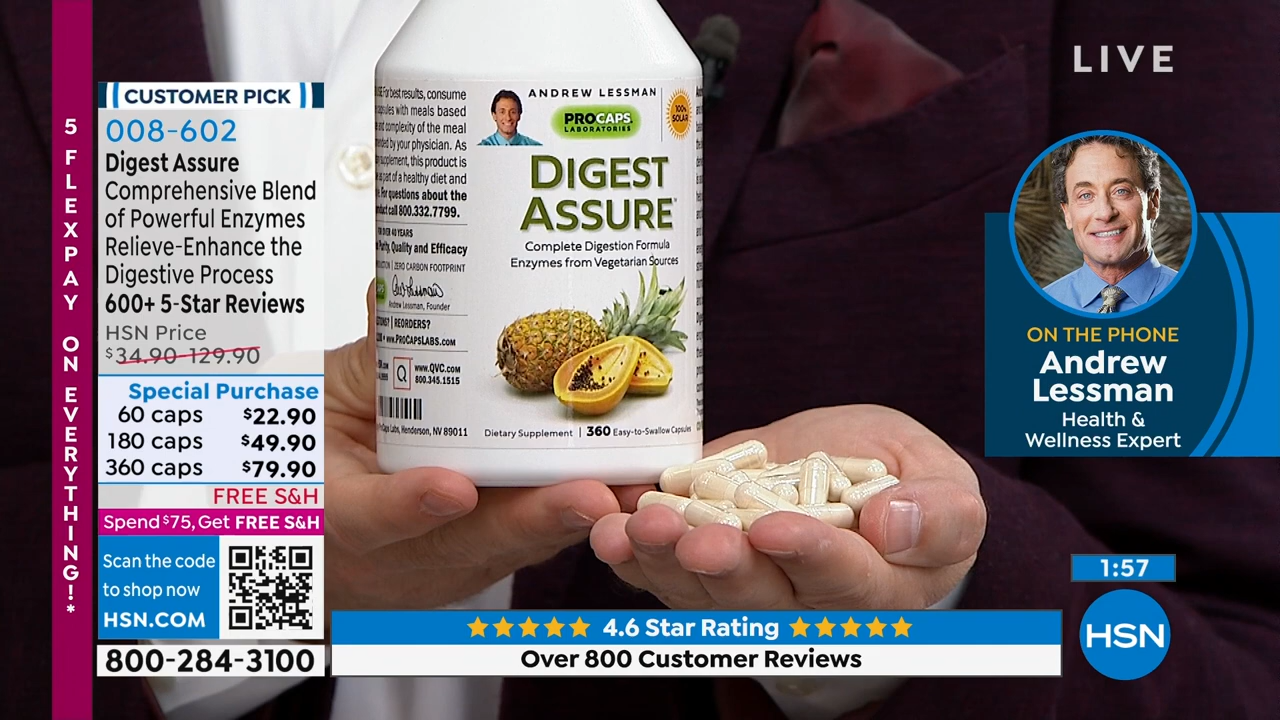 5 FLEXPAY ON EVERYTHING!*
CUSTOMER PICK
008-602
Digest Assure
Comprehensive Blend
of Powerful Enzymes
Relieve-Enhance the
Digestive Process
600+ 5-Star Reviews
HSN Price
$34.90-129.90
Special Purchase
60 caps $22.90
180 caps $49.90
360 caps $79.90
FREE S&H
Spend $75, Get FREE S&H
Scan the code
to shop now
HSN.COM
800-284-3100
For best results, consume
with meals based
and complexity of the meal
by your physician. As
supplement, this product is
part of a healthy diet and
For questions about the
call 800.332.7799.
FOR OVER 40 YEARS
Purity, Quality and Efficacy
ZERO CARBON FOOTPRINT
Andrew Lessman, Founder
REORDERS?
www.PROCAPSLABS.COM
Q
www.QVC.com
800.345.1515
ProCaps Labs, Henderson, NV 89011
ANDREW LESSMAN
PROCAPS
LABORATORIES
100%
SOLAR
DIGEST
ASSURE™
Complete Digestion Formula
Enzymes from Vegetarian Sources
Dietary Supplement | 360 Easy-to-Swallow Capsules
LIVE
ON THE PHONE
Andrew
Lessman
Health &
Wellness Expert
1:57
HSN
4.6 Star Rating
Over 800 Customer Reviews